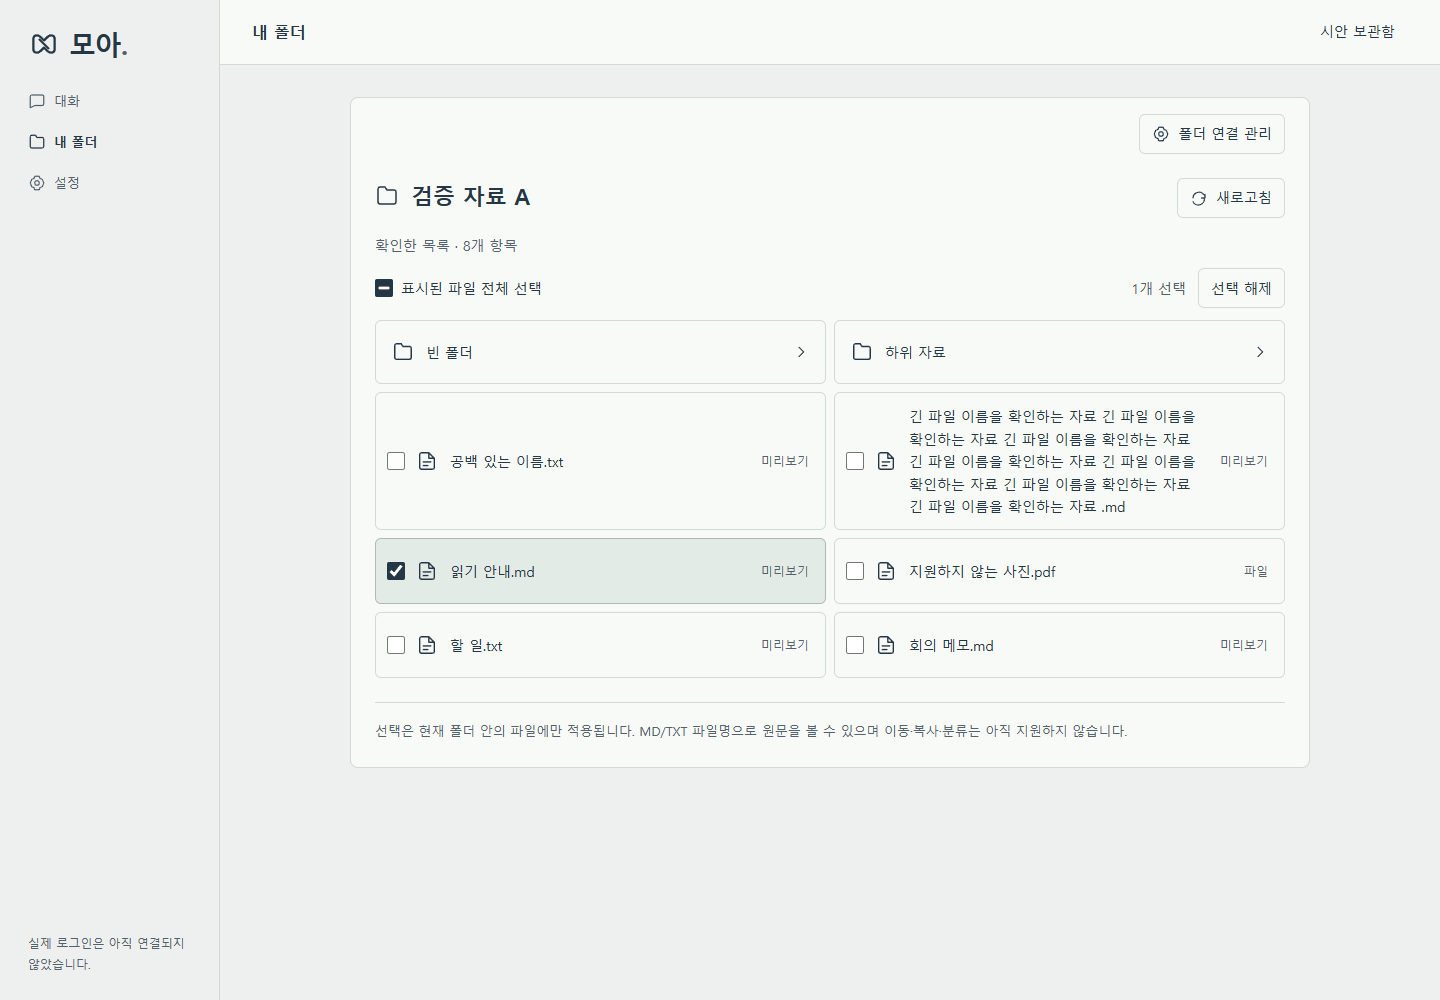 모아.
대화
내 폴더
설정
실제 로그인은 아직 연결되지
않았습니다.
내 폴더
시안 보관함
폴더 연결 관리
검증 자료 A
새로고침
확인한 목록 · 8개 항목
표시된 파일 전체 선택
1개 선택
선택 해제
빈 폴더
하위 자료
공백 있는 이름.txt
미리보기
긴 파일 이름을 확인하는 자료 긴 파일 이름을
확인하는 자료 긴 파일 이름을 확인하는 자료
긴 파일 이름을 확인하는 자료 긴 파일 이름을
확인하는 자료 긴 파일 이름을 확인하는 자료
긴 파일 이름을 확인하는 자료 .md
미리보기
읽기 안내.md
미리보기
지원하지 않는 사진.pdf
파일
할 일.txt
미리보기
회의 메모.md
미리보기
선택은 현재 폴더 안의 파일에만 적용됩니다. MD/TXT 파일명으로 원문을 볼 수 있으며 이동·복사·분류는 아직 지원하지 않습니다.